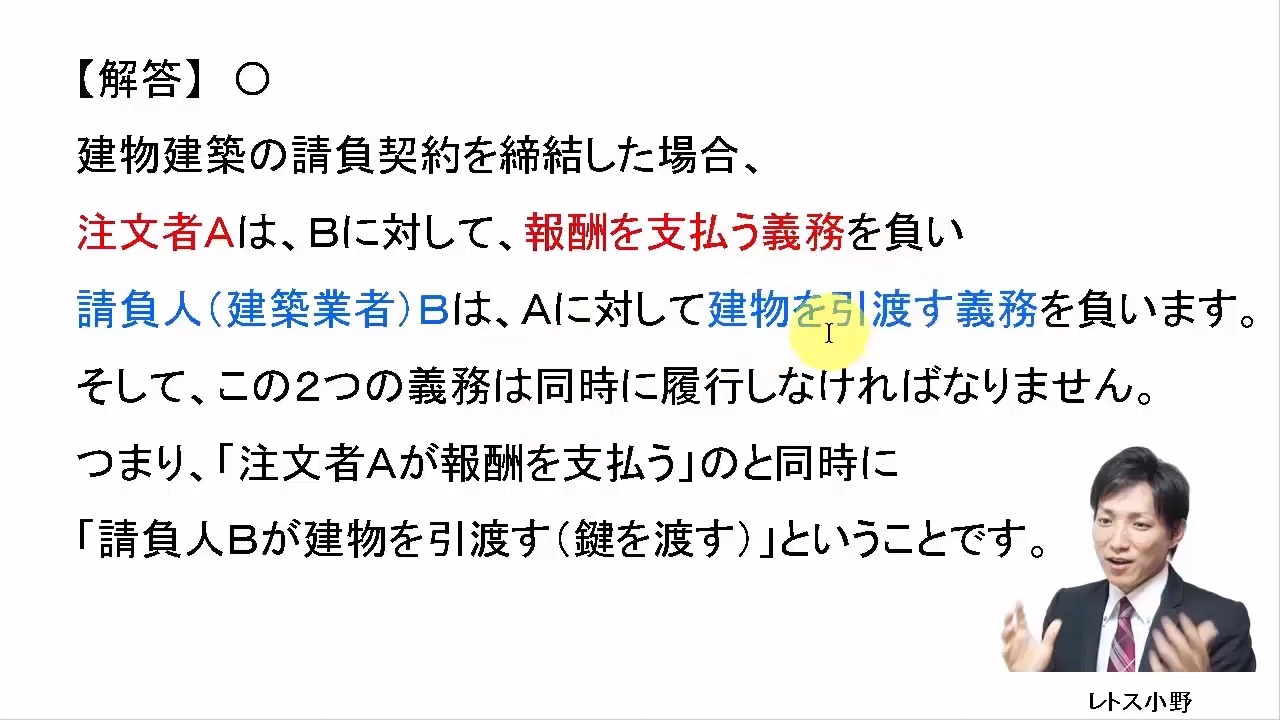 【解答】 ○
建物建築の請負契約を締結した場合、
注文者Ａは、Ｂに対して、報酬を支払う義務を負い
請負人（建築業者）Ｂは、Ａに対して建物を引渡す義務を負います。
そして、この２つの義務は同時に履行しなければなりません。
つまり、「注文者Ａが報酬を支払う」のと同時に
「請負人Ｂが建物を引渡す（鍵を渡す）」ということです。
レトス小野